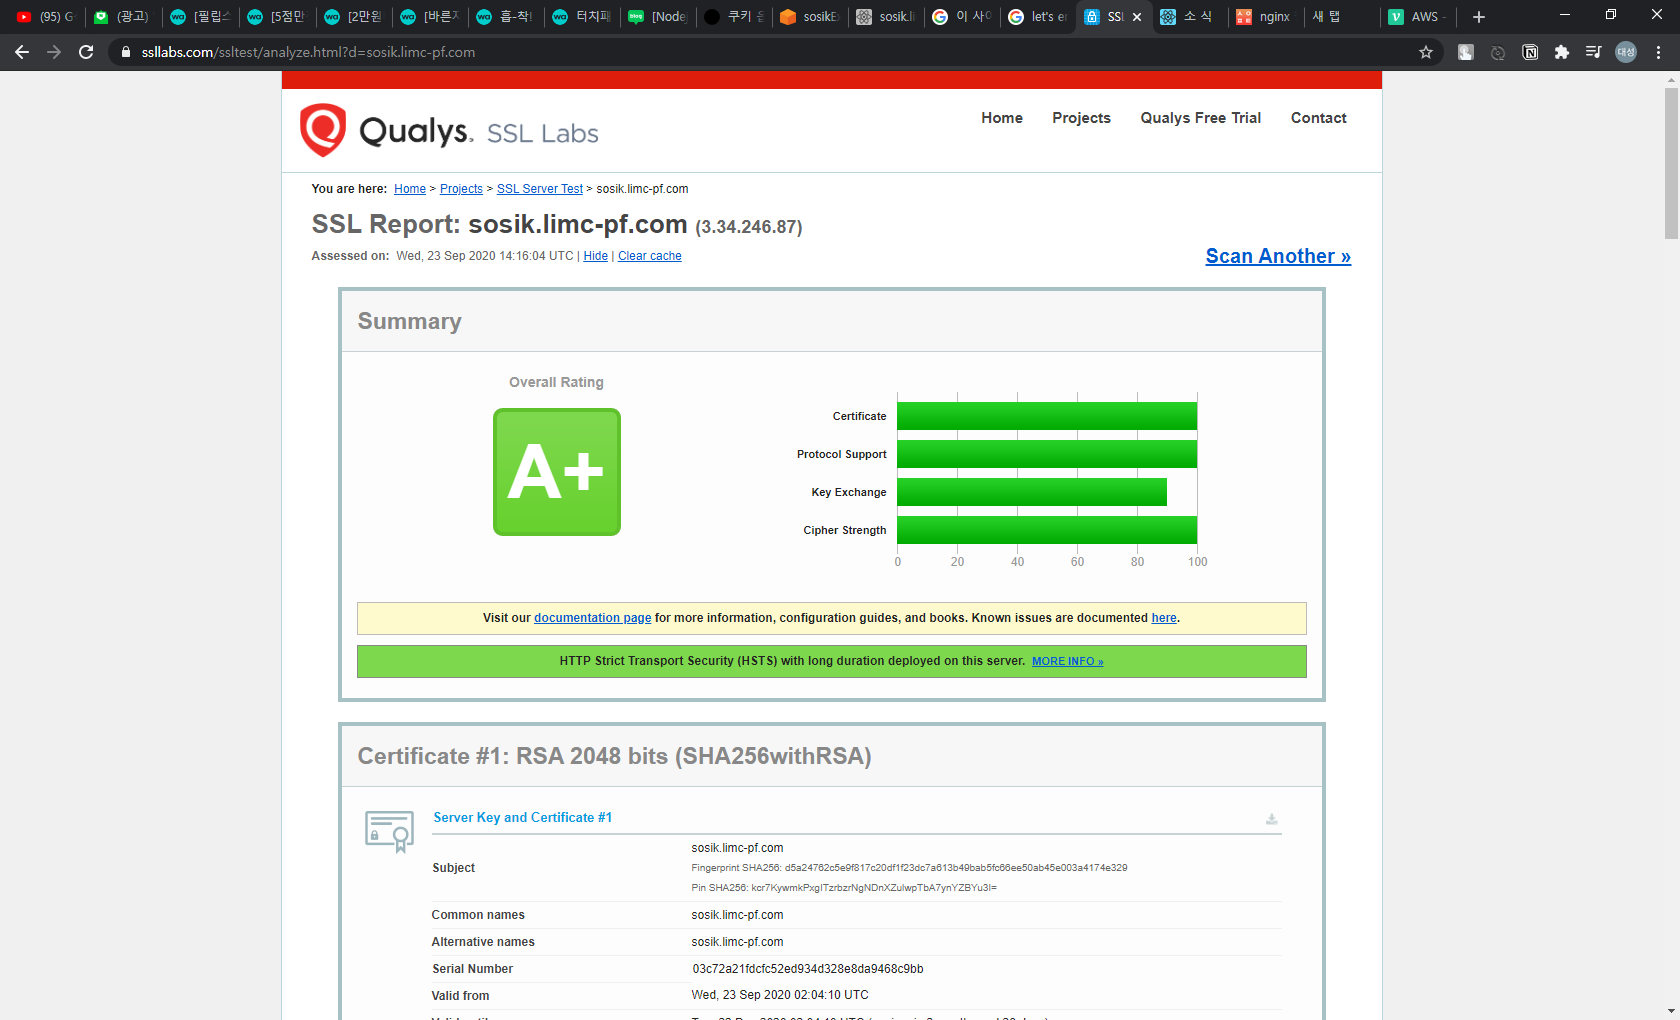 (95) G
(광고)
[필립스
[5점만
[2만원
[바른자
홈-착!
터치패
[Node
쿠키 옵
sosikE
sosik.li
이 사이
let's er
SSL
소 식
nginx
새 탭
AWS -
ssllabs.com/ssltest/analyze.html?d=sosik.limc-pf.com
대성
Qualys. SSL Labs
Home Projects Qualys Free Trial Contact
You are here: Home > Projects > SSL Server Test > sosik.limc-pf.com
SSL Report: sosik.limc-pf.com (3.34.246.87)
Assessed on: Wed, 23 Sep 2020 14:16:04 UTC | Hide | Clear cache
Scan Another »
Summary
Overall Rating
A+
Certificate
Protocol Support
Key Exchange
Cipher Strength
0 20 40 60 80 100
Visit our documentation page for more information, configuration guides, and books. Known issues are documented here.
HTTP Strict Transport Security (HSTS) with long duration deployed on this server. MORE INFO »
Certificate #1: RSA 2048 bits (SHA256withRSA)
Server Key and Certificate #1
Subject
sosik.limc-pf.com
Fingerprint SHA256: d5a24762c5e9f817c20df1f23dc7a613b49bab5fc66ee50ab45e003a4174e329
Pin SHA256: kcr7KywmkPxgITzrbzrNgNDnXZulwpTbA7ynYZBYu3I=
Common names sosik.limc-pf.com
Alternative names sosik.limc-pf.com
Serial Number 03c72a21fdcfc52ed934d328e8da9468c9bb
Valid from Wed, 23 Sep 2020 02:04:10 UTC